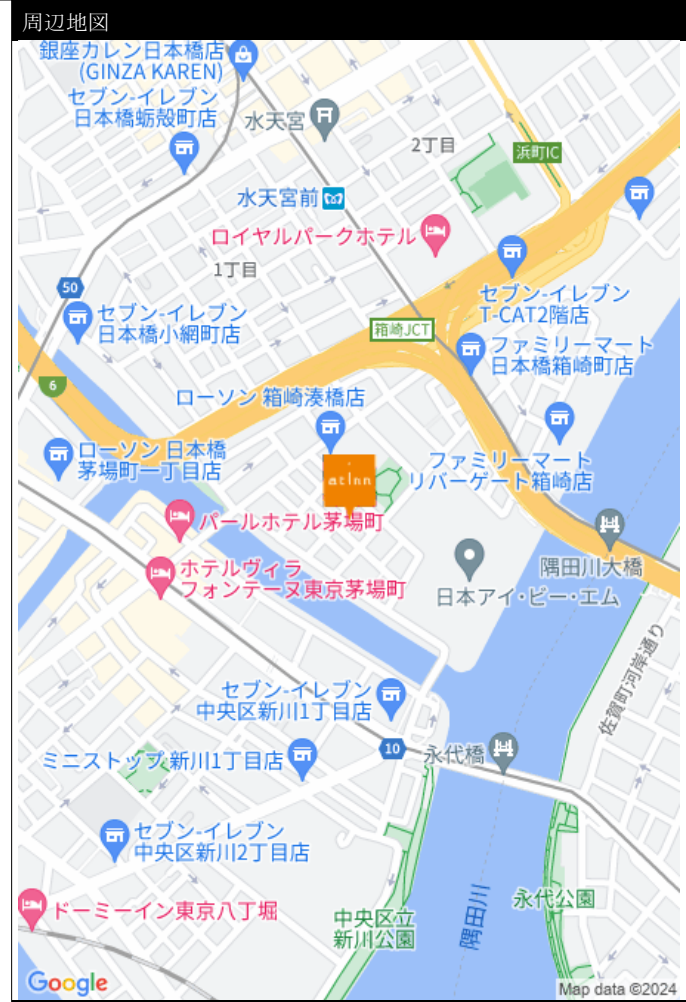 周辺地図
銀座カレン日本橋店
(GINZA KAREN)
セブン-イレブン
日本橋蛎殻町店
水天宮
2丁目
浜町IC
水天宮前
ロイヤルパークホテル
1丁目
50
セブン-イレブン
T-CAT2階店
セブン-イレブン
日本橋小網町店
箱崎JCT
ファミリーマート
日本橋箱崎町店
6
ローソン 箱崎湊橋店
ローソン 日本橋
茅場町一丁目店
ファミリーマート
リバーゲート箱崎店
at Inn
パールホテル茅場町
ホテルヴィラ
フォンテーヌ東京茅場町
隅田川大橋
日本アイ・ビー・エム
佐賀町河岸通り
セブン-イレブン
中央区新川1丁目店
ミニストップ 新川1丁目店
10
永代橋
セブン-イレブン
中央区新川2丁目店
ドーミーイン東京八丁堀
中央区立
新川公園
隅田川
永代公園
Google
Map data ©2024